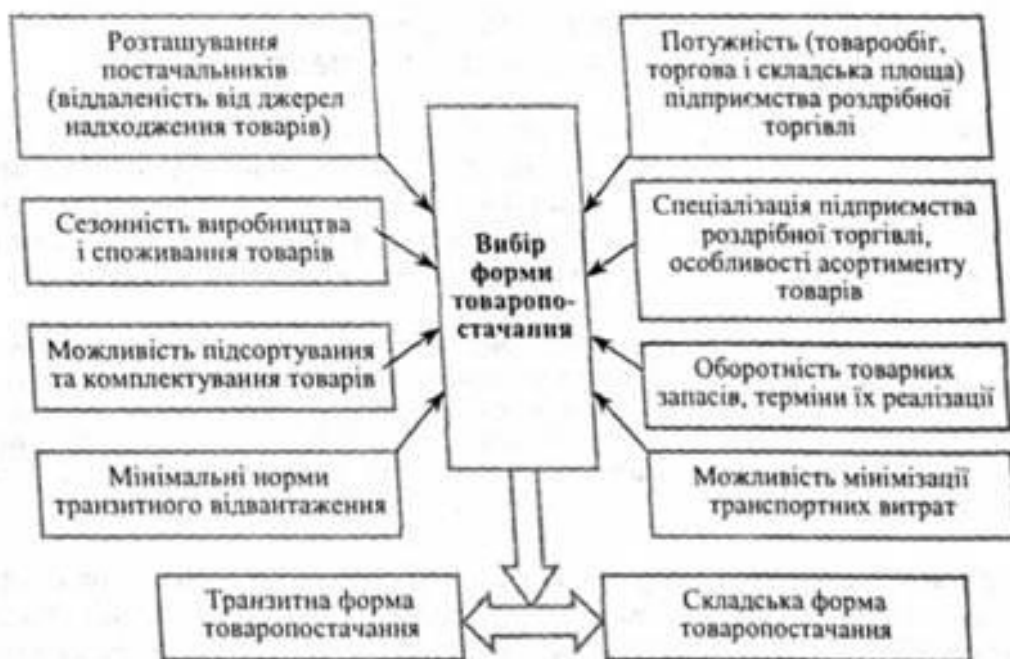 Розташування
постачальників
(віддаленість від джерел
надходження товарів)
Потужність (товарообіг,
торгова і складська площа)
підприємства роздрібної
торгівлі
Сезонність виробництва
і споживання товарів
Спеціалізація підприємства
роздрібної торгівлі,
особливості асортименту
товарів
Вибір
форми
товаропо-
стачання
Можливість підсортування
та комплектування товарів
Оборотність товарних
запасів, терміни їх реалізації
Мінімальні норми
транзитного відвантаження
Можливість мінімізації
транспортних витрат
Транзитна форма
товаропостачання
Складська форма
товаропостачання